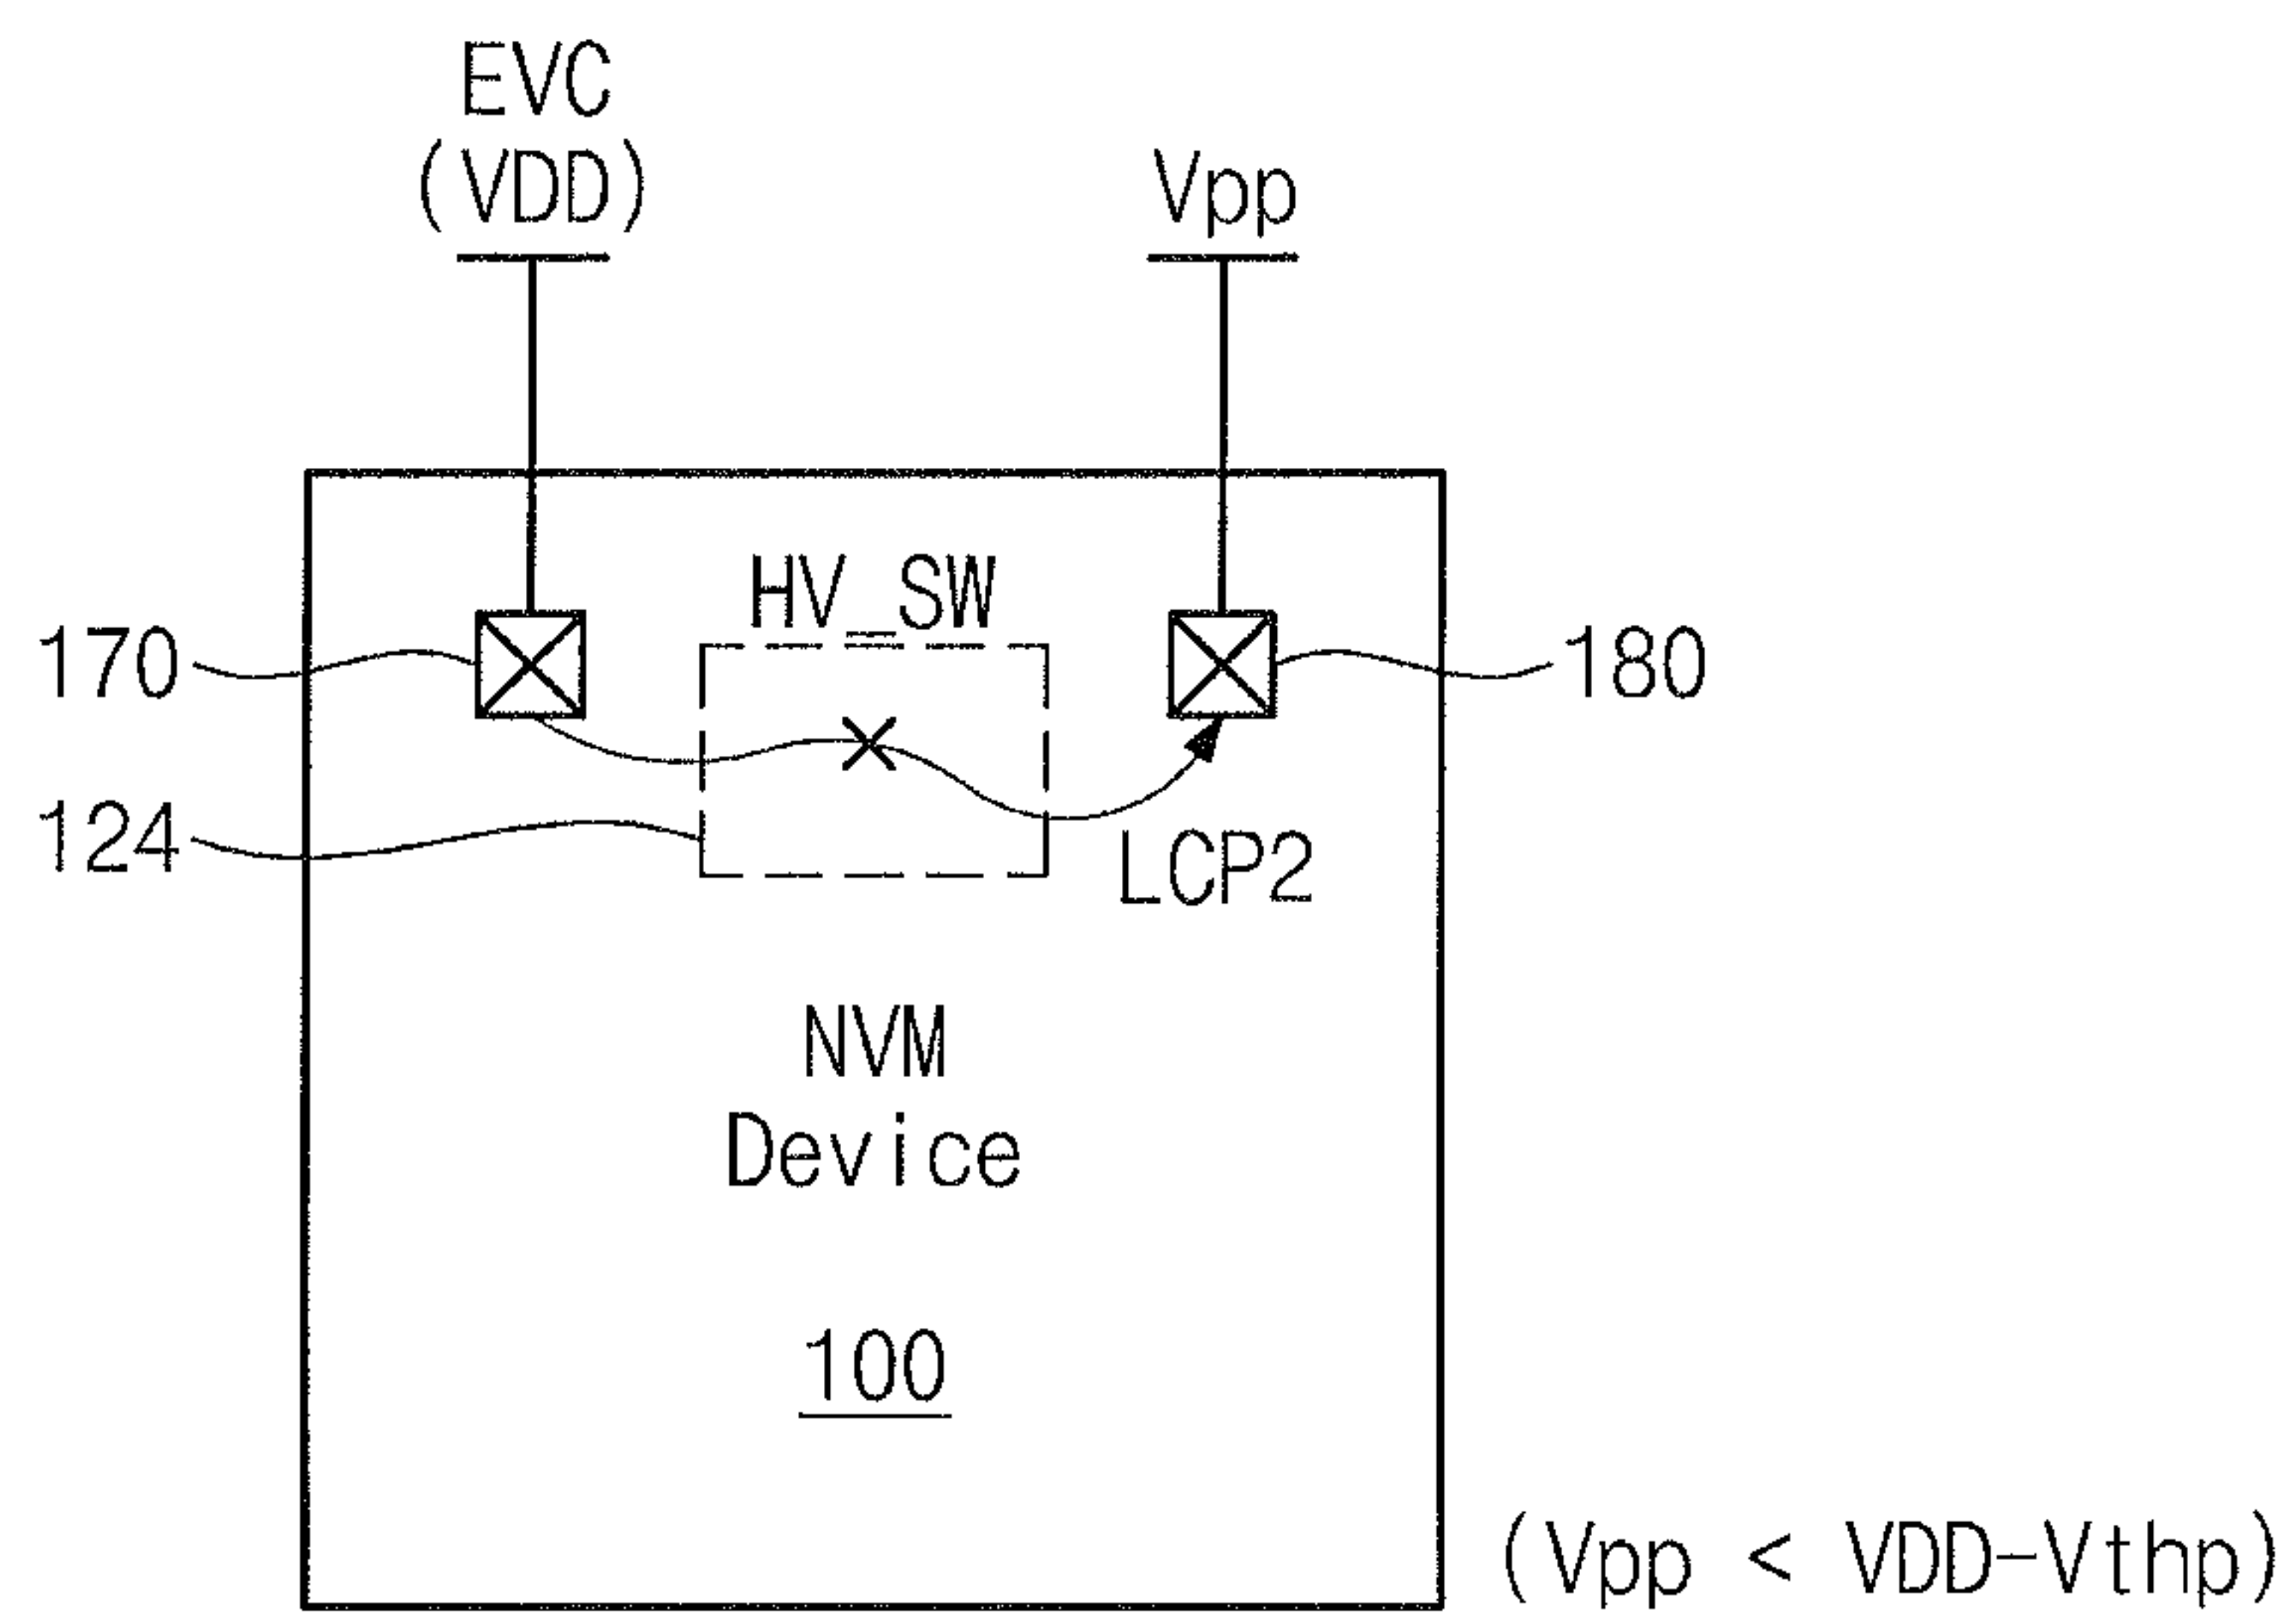 EVC
(VDD)
Vpp
HV_SW
170
180
124
LCP2
NVM
Device
100
(Vpp < VDD-Vthp)